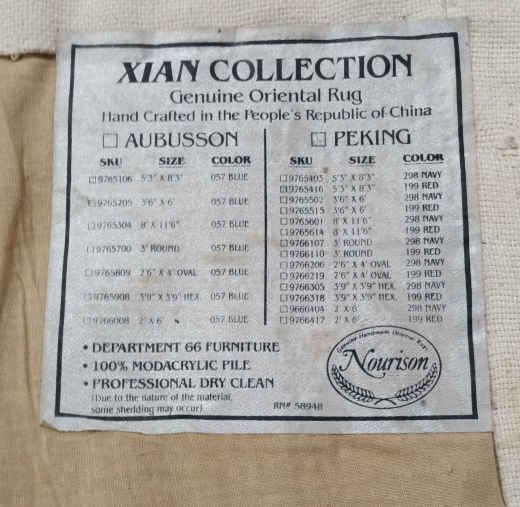 XIAN COLLECTION
Genuine Oriental Rug
Hand Crafted in the People's Republic of China
☐ AUBUSSON
SKU SIZE COLOR
☐9765106 5'3" X 8'3" 057 BLUE
☐9765205 3'6" X 6' 057 BLUE
☐9765304 8' X 11'6" 057 BLUE
☐9765700 3' ROUND 057 BLUE
☐9765809 2'6" X 4' OVAL 057 BLUE
☐9765908 3'9" X 3'9" HEX. 057 BLUE
☐9766008 2' X 6' 057 BLUE
☐ PEKING
SKU SIZE COLOR
☐9765403 5'3" X 8'3" 298 NAVY
☐9765416 5'3" X 8'3" 199 RED
☐9765502 3'6" X 6' 298 NAVY
☐9765515 3'6" X 6' 199 RED
☐9765601 8' X 11'6" 298 NAVY
☐9765614 8' X 11'6" 199 RED
☐9766107 3' ROUND 298 NAVY
☐9766110 3' ROUND 199 RED
☐9766206 2'6" X 4' OVAL 298 NAVY
☐9766219 2'6" X 4' OVAL 199 RED
☐9766305 3'9" X 3'9" HEX. 298 NAVY
☐9766318 3'9" X 3'9" HEX. 199 RED
☐9666404 2' X 6' 298 NAVY
☐9766417 2' X 6' 199 RED
• DEPARTMENT 66 FURNITURE
• 100% MODACRYLIC PILE
• PROFESSIONAL DRY CLEAN
(Due to the nature of the material,
some shedding may occur)
RN# 58948
Genuine Handmade Oriental Rugs
Nourison
®